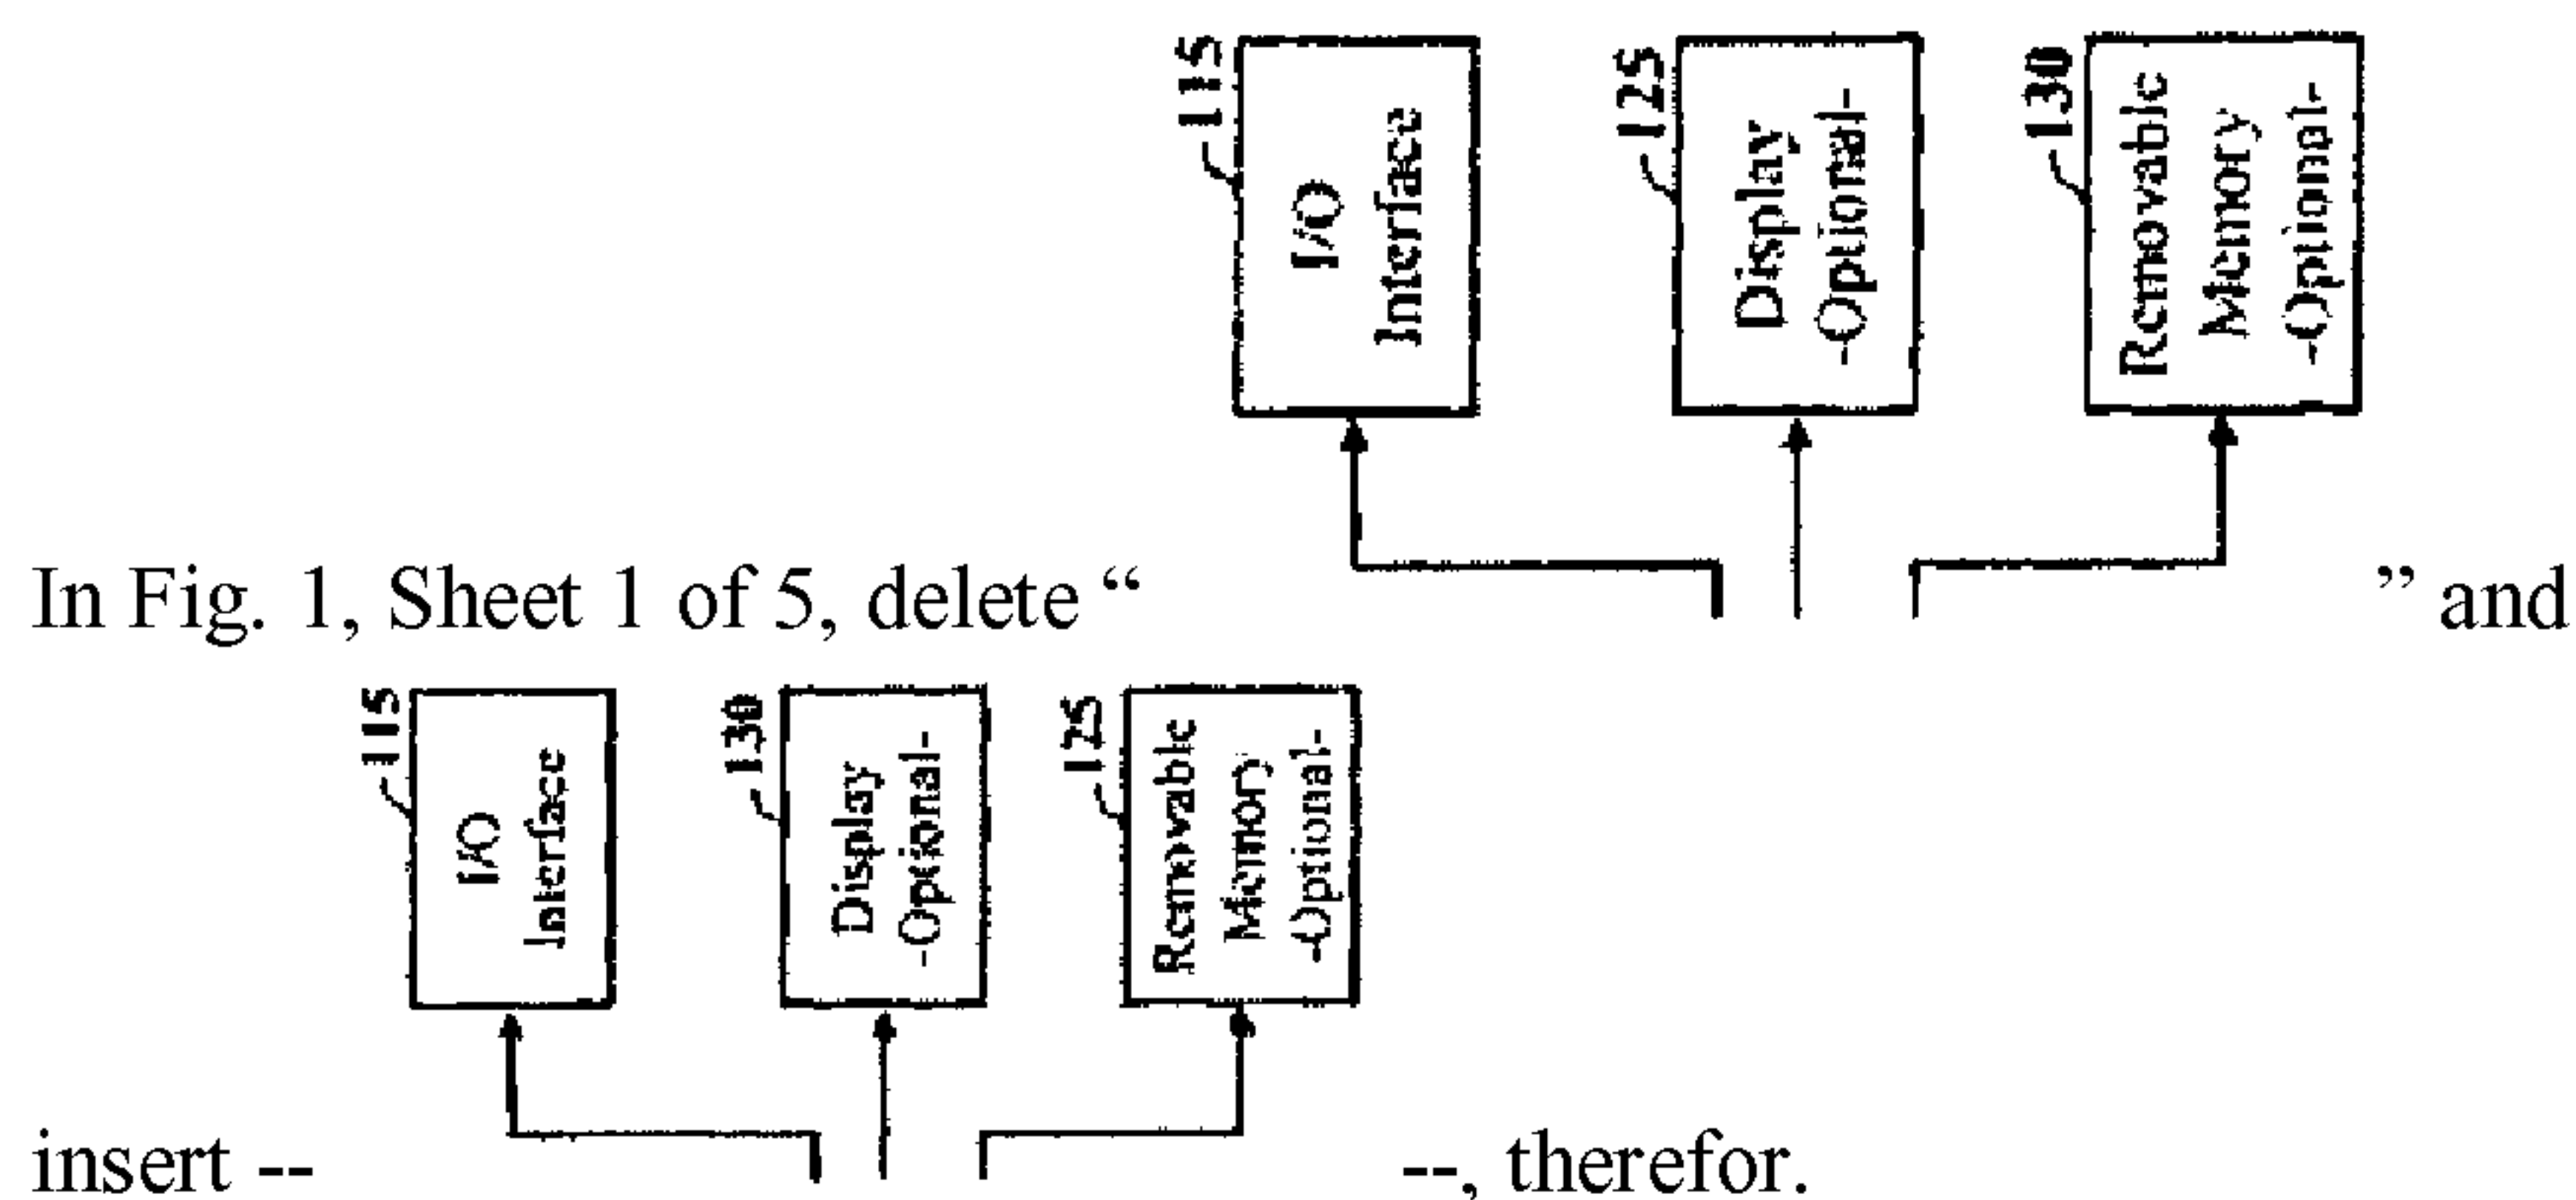 115
I/O
Interface
125
Display
-Optional-
130
Removable
Memory
-Optional-
In Fig. 1, Sheet 1 of 5, delete “ ” and
115
I/O
Interface
130
Display
-Optional-
125
Removable
Memory
-Optional-
insert -- --, therefor.